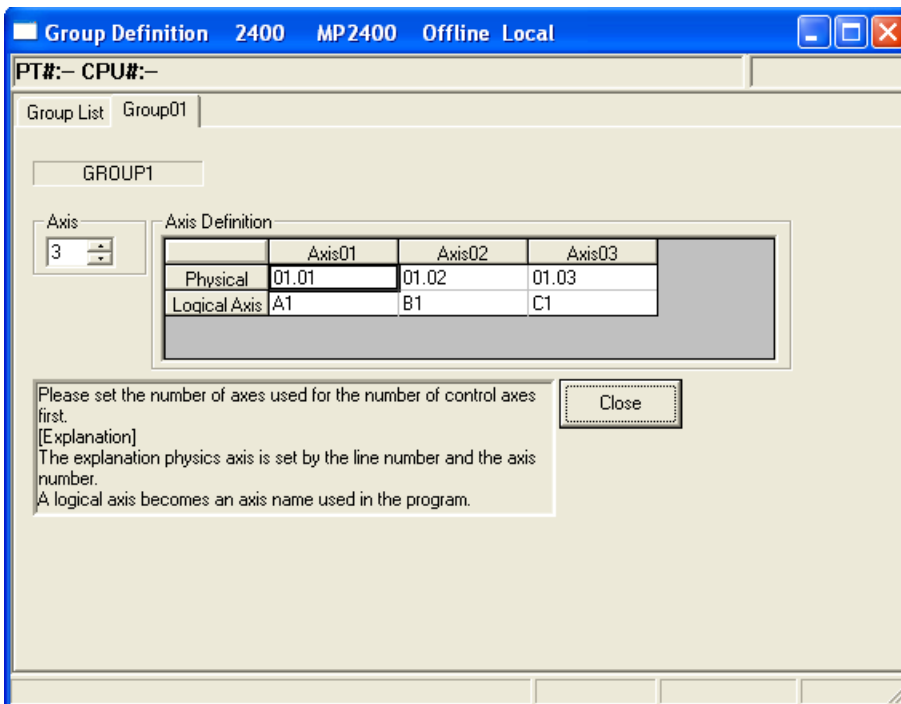 Group Definition 2400 MP2400 Offline Local
PT#:– CPU#:–
Group List Group01
GROUP1
Axis
3
Axis Definition
Axis01 Axis02 Axis03
Physical 01.01 01.02 01.03
Logical Axis A1 B1 C1
Please set the number of axes used for the number of control axes
first.
[Explanation]
The explanation physics axis is set by the line number and the axis
number.
A logical axis becomes an axis name used in the program.
Close